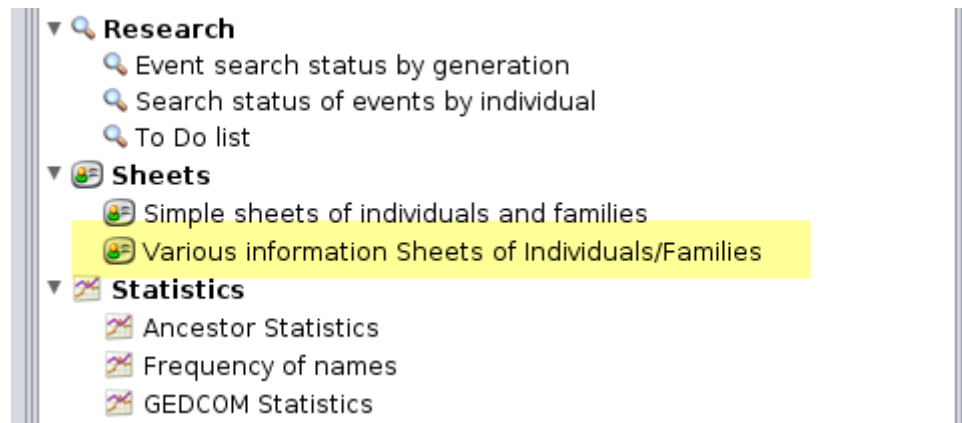 Research
Event search status by generation
Search status of events by individual
To Do list
Sheets
Simple sheets of individuals and families
Various information Sheets of Individuals/Families
Statistics
Ancestor Statistics
Frequency of names
GEDCOM Statistics